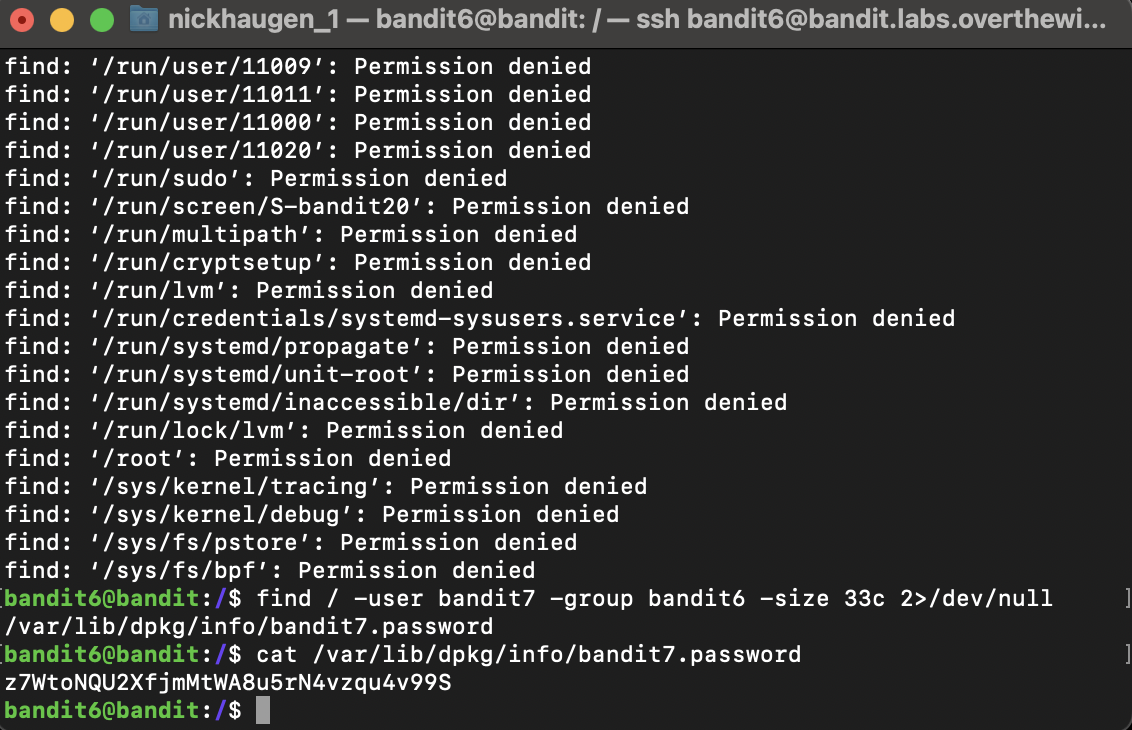 nickhaugen_1 — bandit6@bandit: / — ssh bandit6@bandit.labs.overthewi...
find: ‘/run/user/11009’: Permission denied
find: ‘/run/user/11011’: Permission denied
find: ‘/run/user/11000’: Permission denied
find: ‘/run/user/11020’: Permission denied
find: ‘/run/sudo’: Permission denied
find: ‘/run/screen/S-bandit20’: Permission denied
find: ‘/run/multipath’: Permission denied
find: ‘/run/cryptsetup’: Permission denied
find: ‘/run/lvm’: Permission denied
find: ‘/run/credentials/systemd-sysusers.service’: Permission denied
find: ‘/run/systemd/propagate’: Permission denied
find: ‘/run/systemd/unit-root’: Permission denied
find: ‘/run/systemd/inaccessible/dir’: Permission denied
find: ‘/run/lock/lvm’: Permission denied
find: ‘/root’: Permission denied
find: ‘/sys/kernel/tracing’: Permission denied
find: ‘/sys/kernel/debug’: Permission denied
find: ‘/sys/fs/pstore’: Permission denied
find: ‘/sys/fs/bpf’: Permission denied
[bandit6@bandit:/$ find / -user bandit7 -group bandit6 -size 33c 2>/dev/null ]
/var/lib/dpkg/info/bandit7.password
[bandit6@bandit:/$ cat /var/lib/dpkg/info/bandit7.password ]
z7WtoNQU2XfjmMtWA8u5rN4vzqu4v99S
bandit6@bandit:/$